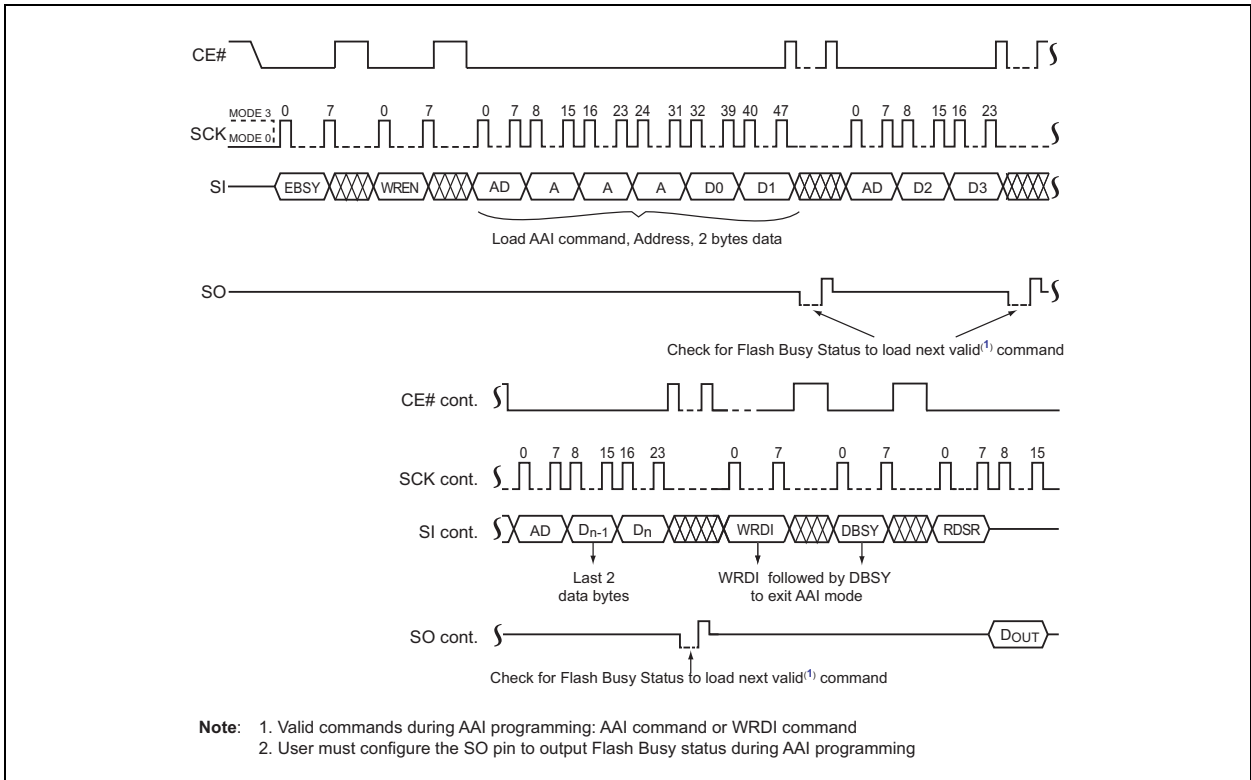 CE#
MODE 3 0 7 0 7 0 7 8 15 16 23 24 31 32 39 40 47 0 7 8 15 16 23
SCK MODE 0
SI EBSY WREN AD A A A D0 D1 AD D2 D3
Load AAI command, Address, 2 bytes data
SO
Check for Flash Busy Status to load next valid(1) command
CE# cont.
0 7 8 15 16 23 0 7 0 7 0 7 8 15
SCK cont.
SI cont. AD Dn-1 Dn WRDI DBSY RDSR
Last 2 WRDI followed by DBSY
data bytes to exit AAI mode
SO cont. DOUT
Check for Flash Busy Status to load next valid(1) command
Note: 1. Valid commands during AAI programming: AAI command or WRDI command
2. User must configure the SO pin to output Flash Busy status during AAI programming